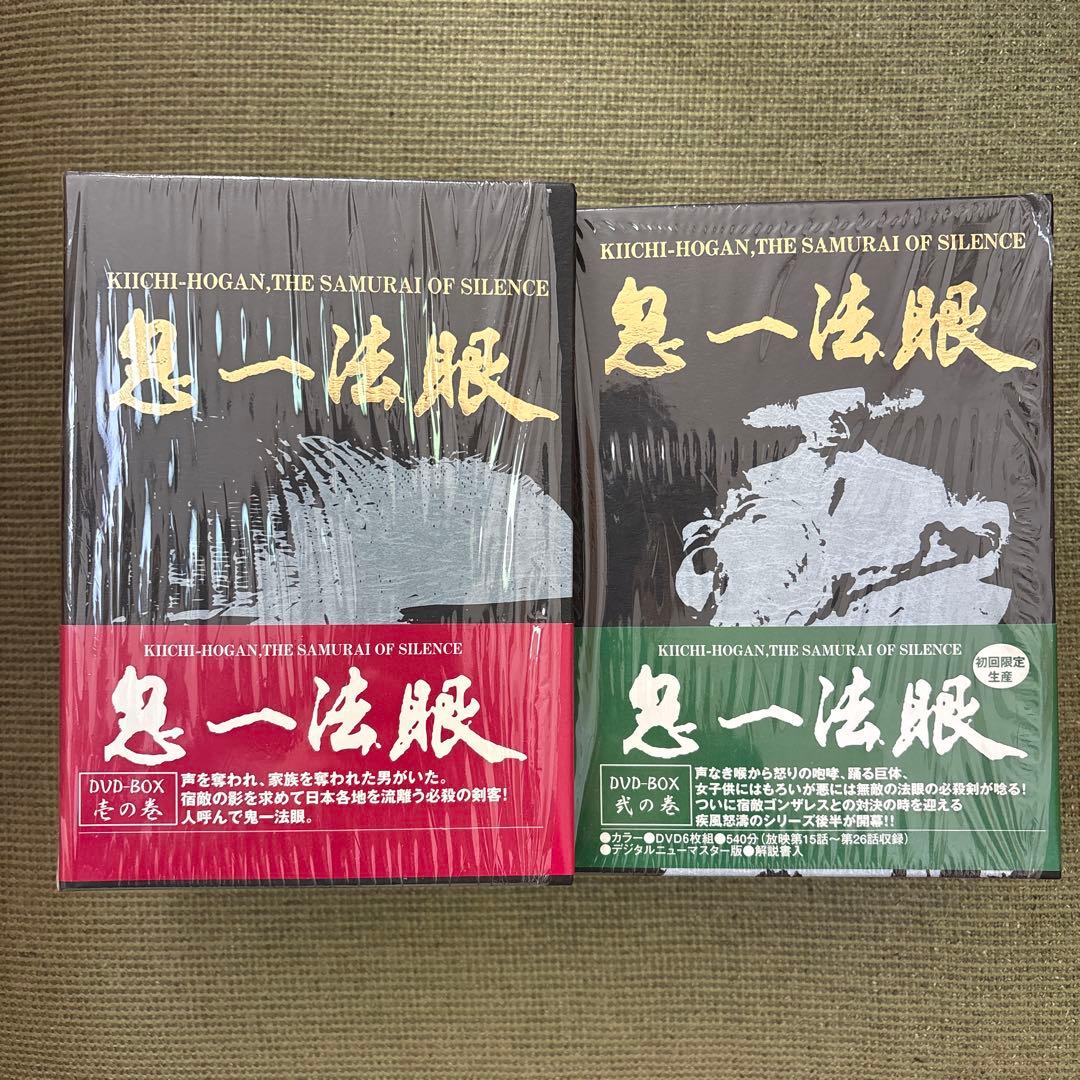 KIICHI-HOGAN,THE SAMURAI OF SILENCE
鬼一法眼
KIICHI-HOGAN,THE SAMURAI OF SILENCE
鬼一法眼
DVD-BOX
壱の巻
声を奪われ、家族を奪われた男がいた。
宿敵の影を求めて日本各地を流離う必殺の剣客!
人呼んで鬼一法眼。
KIICHI-HOGAN,THE SAMURAI OF SILENCE
鬼一法眼
KIICHI-HOGAN,THE SAMURAI OF SILENCE
初回限定
生産
鬼一法眼
DVD-BOX
弐の巻
声なき喉から怒りの咆哮、踊る巨体、
女子供にはもろいが悪には無敵の法眼の必殺剣が唸る!
ついに宿敵ゴンザレスとの対決の時を迎える
疾風怒濤のシリーズ後半が開幕!!
●カラー●DVD6枚組●540分(放映第15話～第26話収録)
●デジタルニューマスター版●解説書入